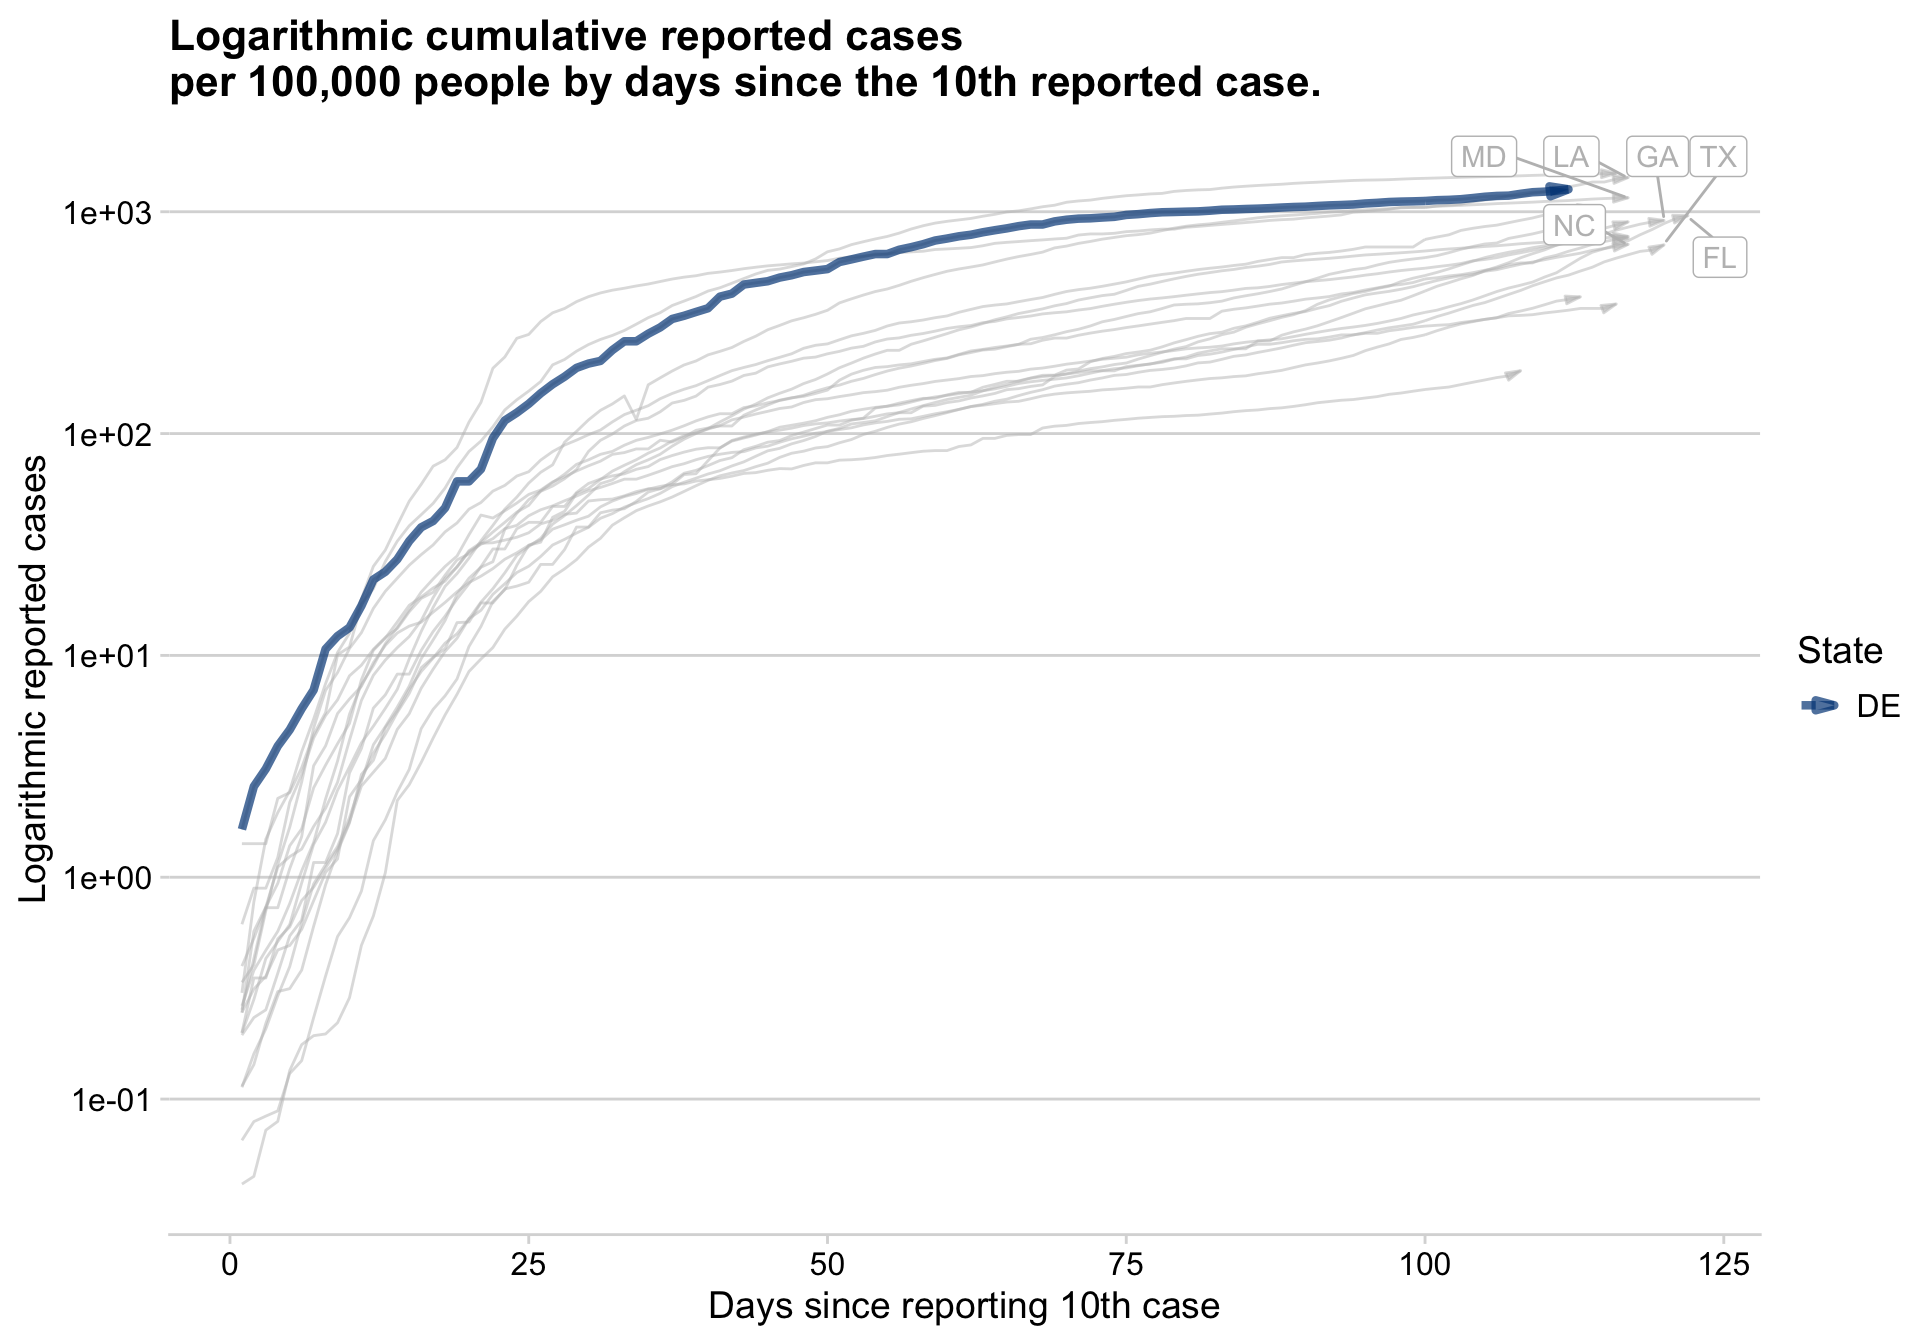 Logarithmic cumulative reported cases
per 100,000 people by days since the 10th reported case.
MD
LA
GA
TX
NC
FL
1e+03
1e+02
1e+01
1e+00
1e-01
Logarithmic reported cases
0
25
50
75
100
125
Days since reporting 10th case
State
DE